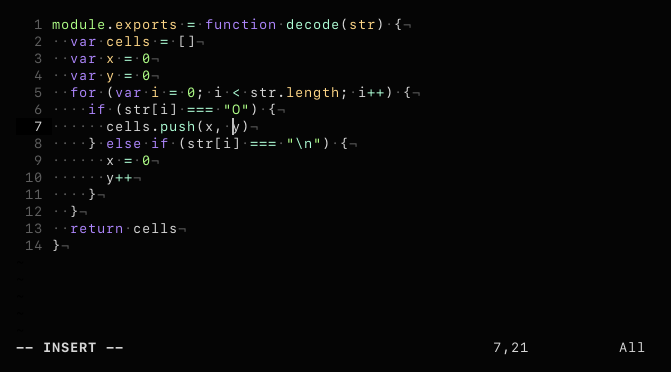 1 module.exports = function decode(str) {¬
2 ··var cells = []¬
3 ··var x = 0¬
4 ··var y = 0¬
5 ··for (var i = 0; i < str.length; i++) {¬
6 ····if (str[i] === "O") {¬
7 ······cells.push(x, y)¬
8 ····} else if (str[i] === "\n") {¬
9 ······x = 0¬
10 ······y++¬
11 ····}¬
12 ··}¬
13 ··return cells¬
14 }¬
-- INSERT -- 7,21 All